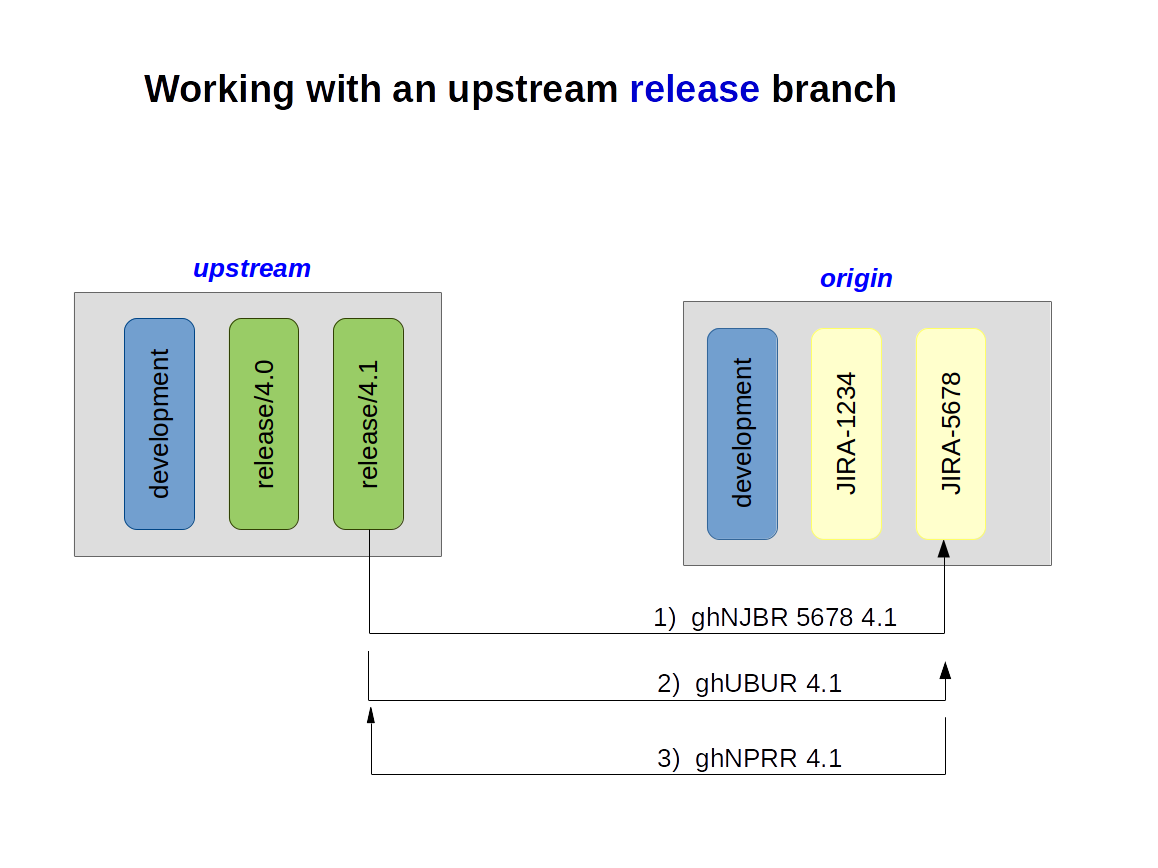 Working with an upstream release branch
upstream
origin
development
release/4.0
release/4.1
development
JIRA-1234
JIRA-5678
1)  ghNJBR 5678 4.1
2)  ghUBUR 4.1
3)  ghNPRR 4.1